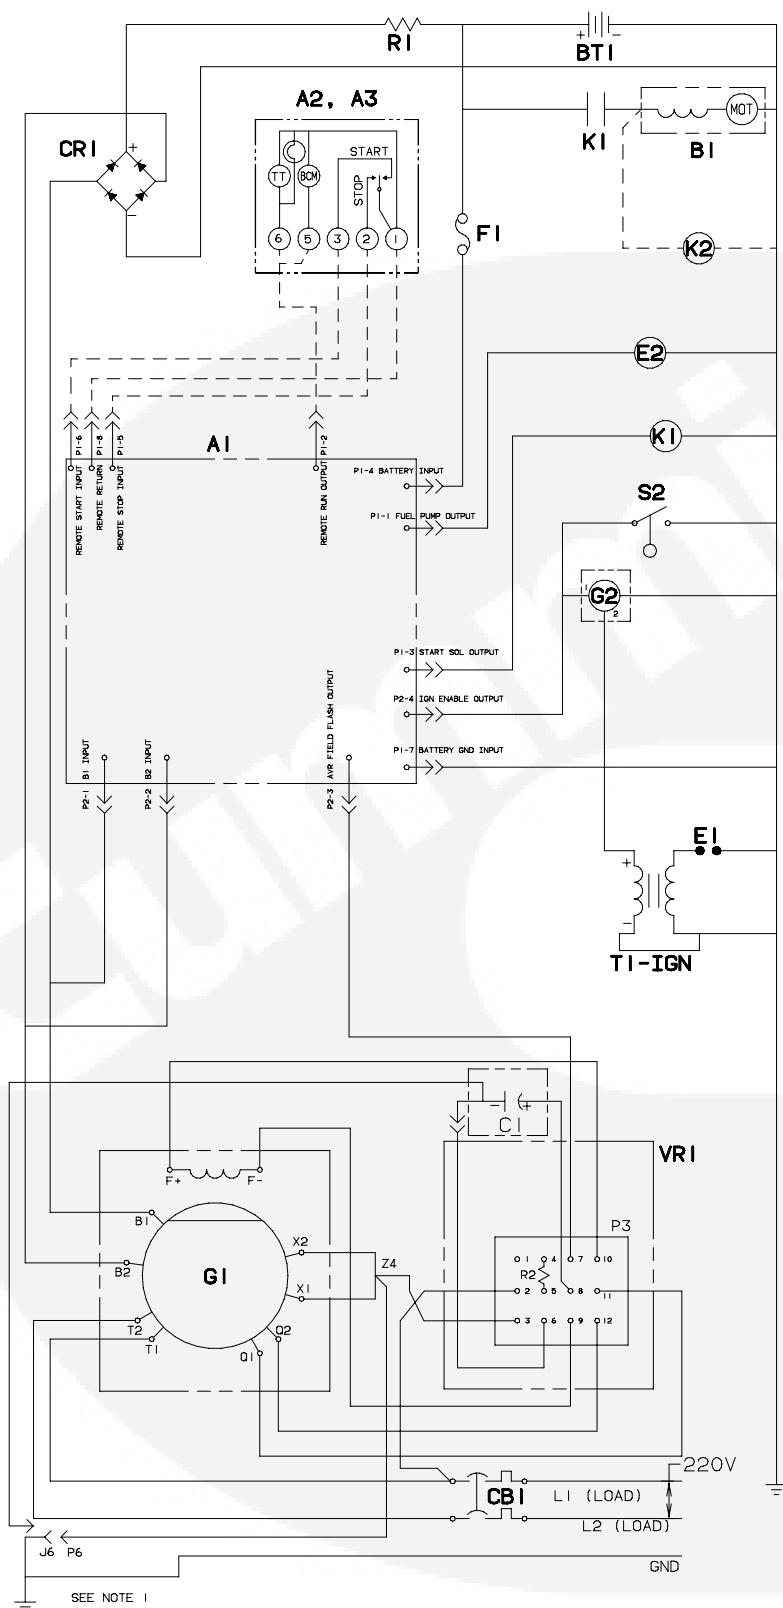 R1
BT1
+
-
A2, A3
CR1
+
-
START
STOP
TT
BCM
6
5
3
2
1
K1
MOT
B1
F1
K2
E2
K1
A1
P1-6
P1-8
P1-5
P1-2
REMOTE START INPUT
REMOTE RETURN
REMOTE STOP INPUT
REMOTE RUN OUTPUT
P1-4 BATTERY INPUT
P1-1 FUEL PUMP OUTPUT
S2
1
G2
2
P1-3 START SOL OUTPUT
P2-4 IGN ENABLE OUTPUT
P1-7 BATTERY GND INPUT
B1 INPUT
P2-1
B2 INPUT
P2-2
AVR FIELD FLASH OUTPUT
P2-3
E1
+
-
T1-IGN
-
+
C1
VR1
F+
F-
B1
B2
G1
X2
X1
Z4
T2
T1
Q2
Q1
P3
1
4
7
10
R2
2
5
8
11
3
6
9
12
220V
CB1
L1 (LOAD)
L2 (LOAD)
J6
P6
GND
SEE NOTE 1
Cummi